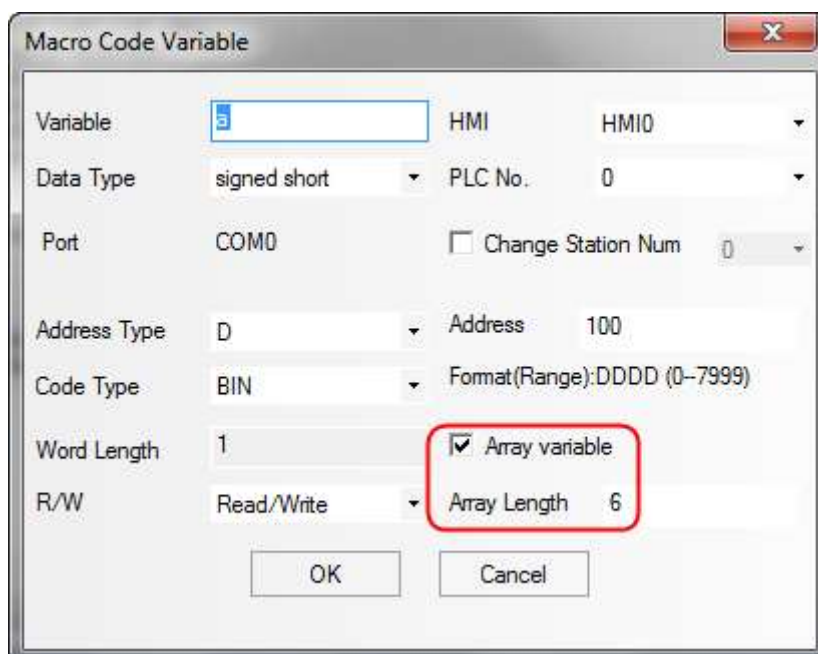 Macro Code Variable
Variable a HMI HMI0
Data Type signed short PLC No. 0
Port COM0 Change Station Num 0
Address Type D Address 100
Code Type BIN Format(Range):DDDD (0--7999)
Word Length 1 Array variable
R/W Read/Write Array Length 6
OK Cancel